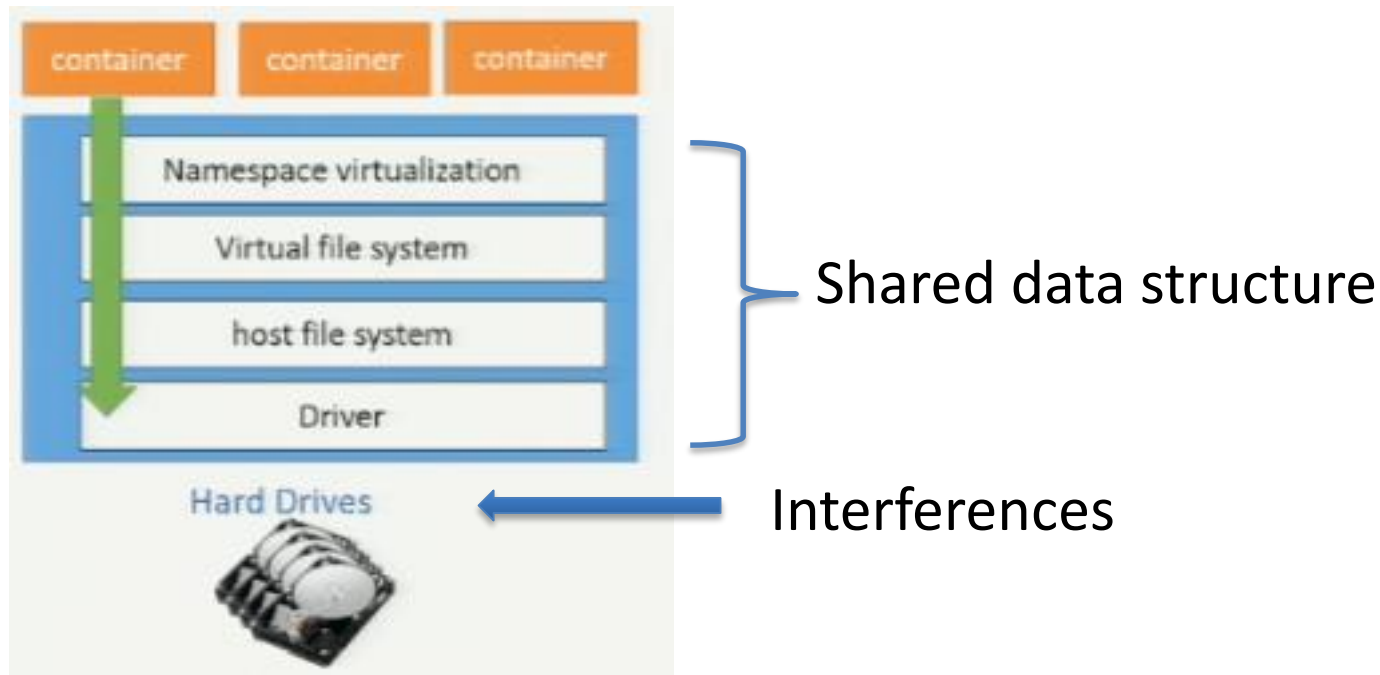 container container container
Namespace virtualization
Virtual file system
host file system
Driver
Shared data structure
Hard Drives
Interferences